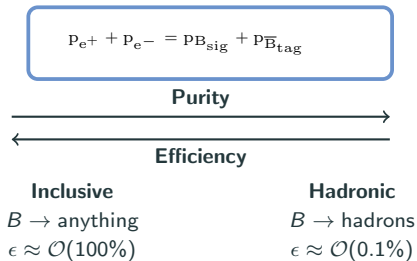 p_{e^+} + p_{e^-} = p_{B_{sig}} + p_{\overline{B}_{tag}}
Purity
Efficiency
Inclusive
B → anything
ϵ ≈ 𝒪(100%)
Hadronic
B → hadrons
ϵ ≈ 𝒪(0.1%)